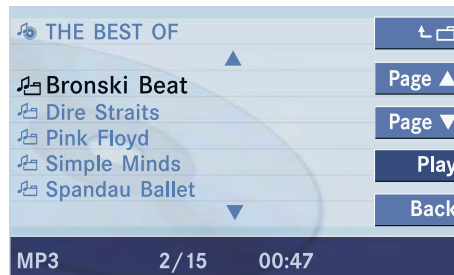 THE BEST OF
Bronski Beat
Dire Straits
Pink Floyd
Simple Minds
Spandau Ballet
Page ▲
Page ▼
Play
Back
MP3 2/15 00:47